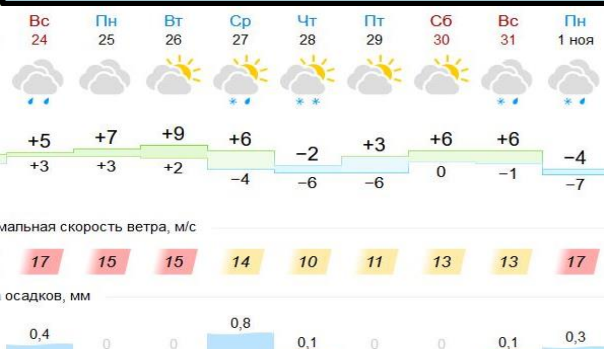 Вс Пн Вт Ср Чт Пт Сб Вс Пн
24 25 26 27 28 29 30 31 1 ноя
+5 +7 +9 +6 −2 +3 +6 +6 −4
+3 +3 +2 −4 −6 −6 0 −1 −7
мальная скорость ветра, м/с
17 15 15 14 10 11 13 13 17
осадков, мм
0,4 0 0 0,8 0,1 0 0 0,1 0,3